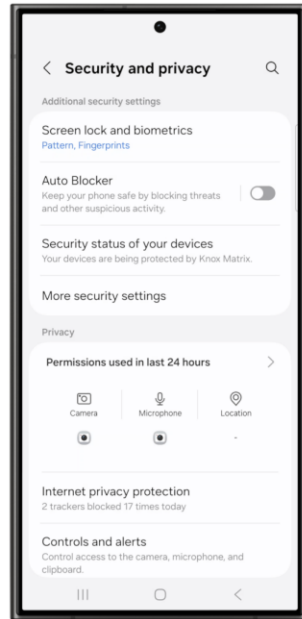 Security and privacy
Additional security settings
Screen lock and biometrics
Pattern, Fingerprints
Auto Blocker
Keep your phone safe by blocking threats
and other suspicious activity.
Security status of your devices
Your devices are being protected by Knox Matrix.
More security settings
Privacy
Permissions used in last 24 hours
Camera
Microphone
Location
-
Internet privacy protection
2 trackers blocked 17 times today
Controls and alerts
Control access to the camera, microphone, and
clipboard.